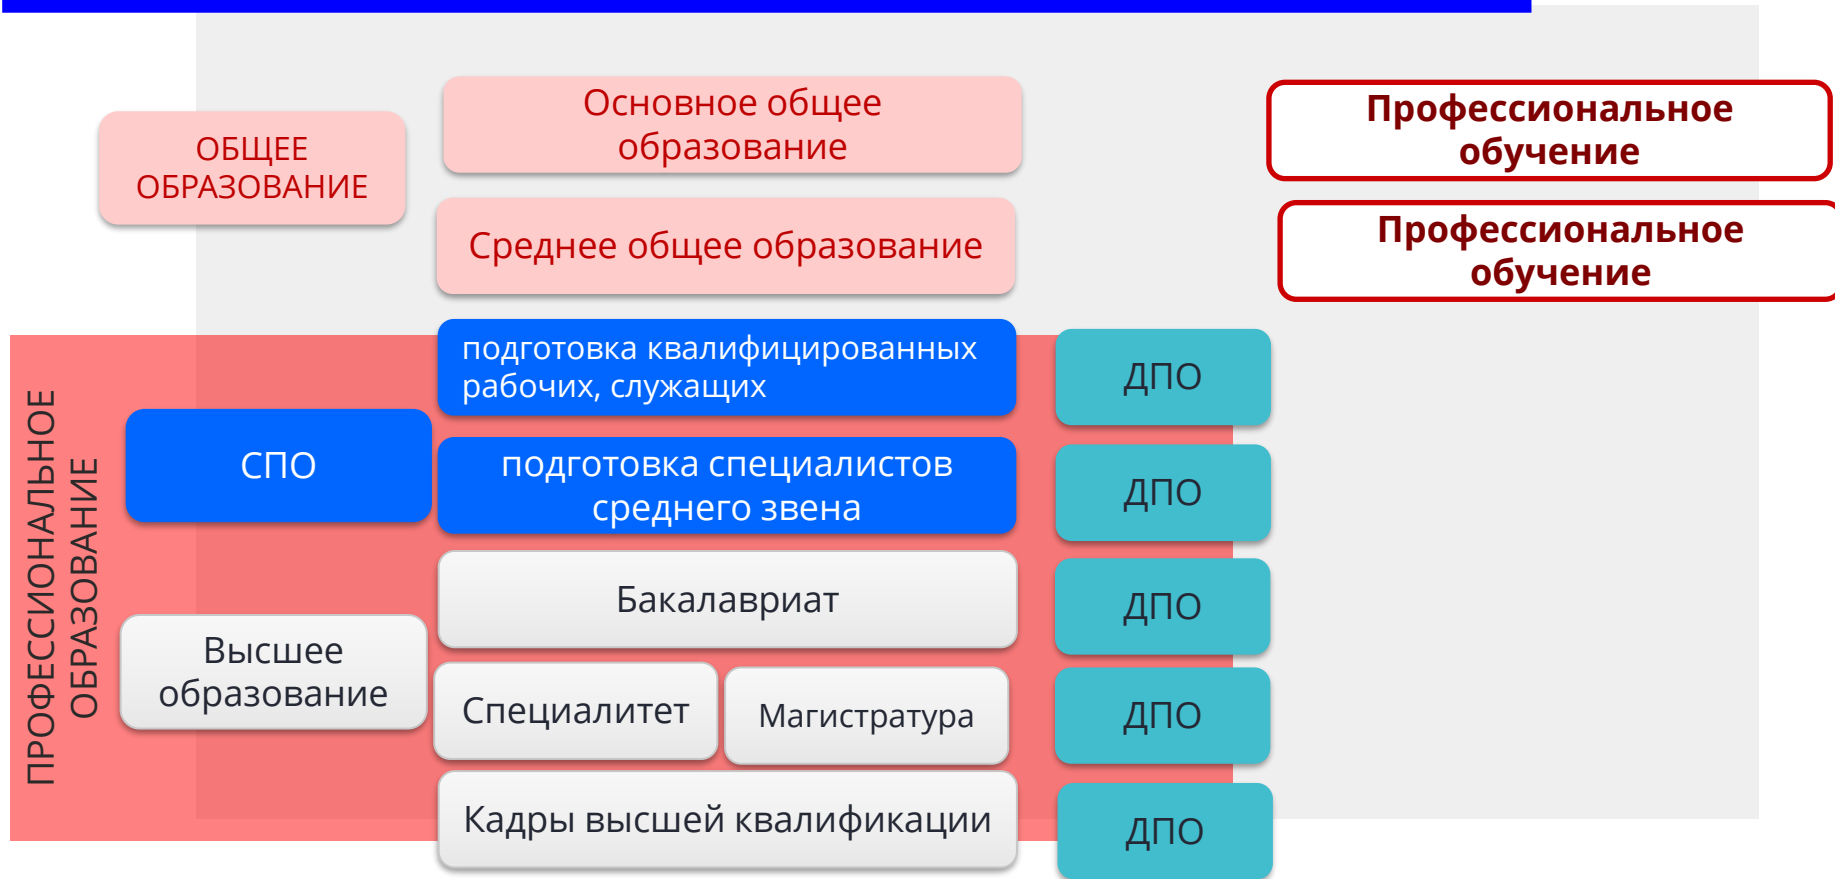 Основное общее
образование
Профессиональное
обучение
ОБЩЕЕ
ОБРАЗОВАНИЕ
Среднее общее образование
Профессиональное
обучение
ПРОФЕССИОНАЛЬНОЕ
ОБРАЗОВАНИЕ
подготовка квалифицированных
рабочих, служащих
ДПО
СПО
подготовка специалистов
среднего звена
ДПО
Бакалавриат
ДПО
Высшее
образование
Специалитет
Магистратура
ДПО
Кадры высшей квалификации
ДПО